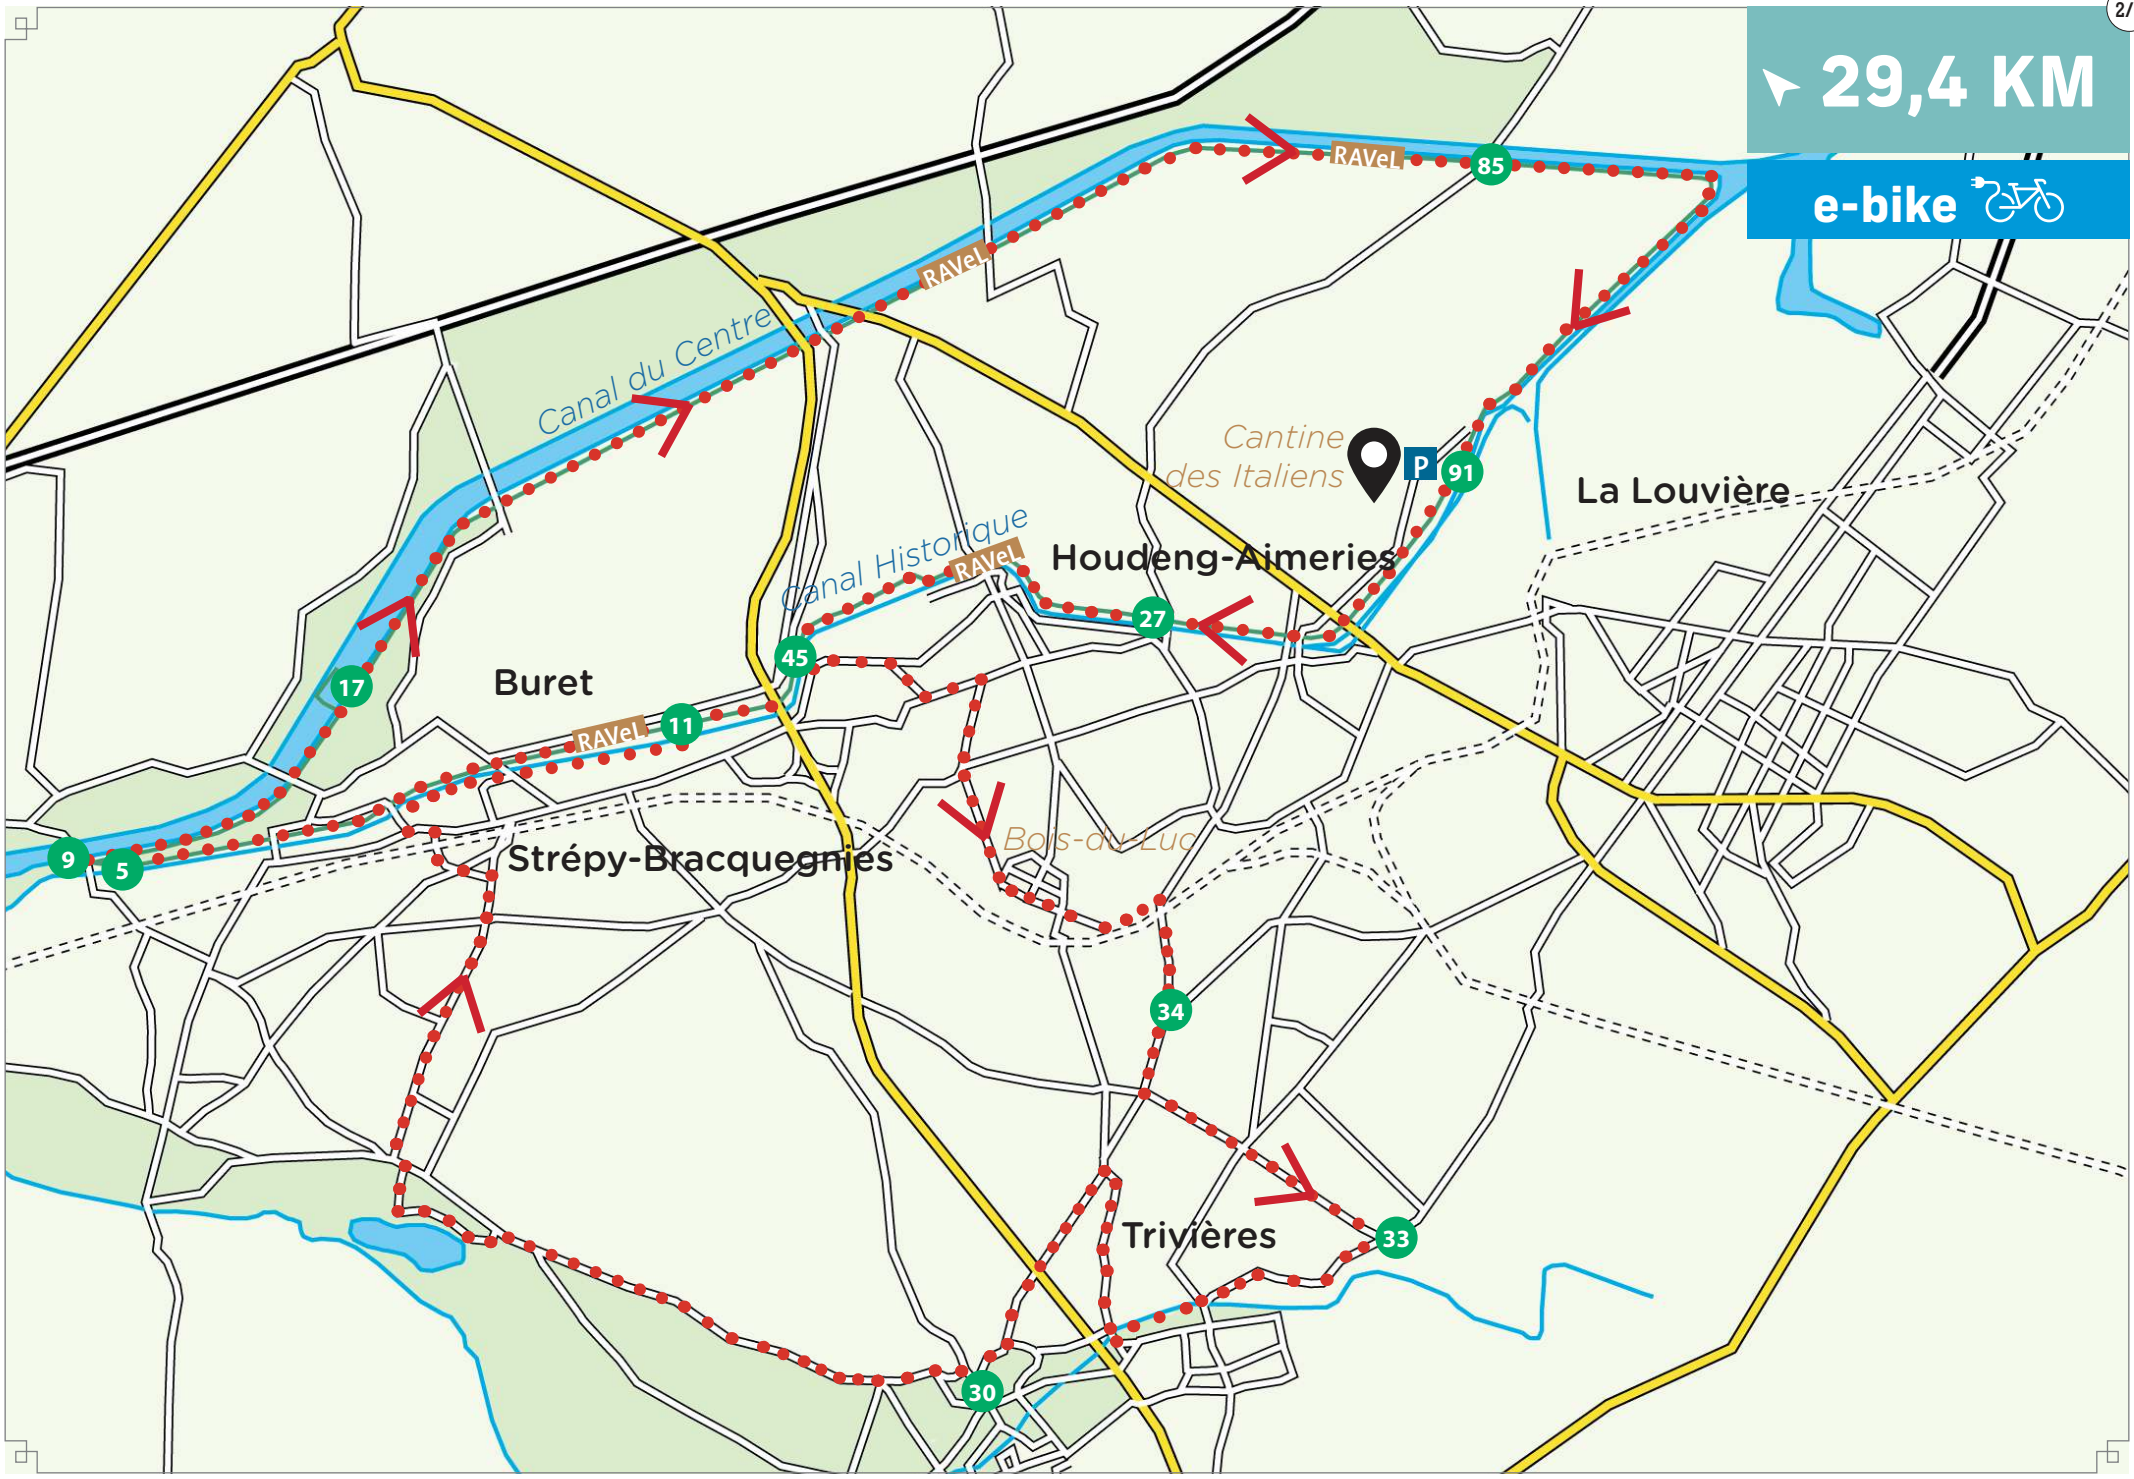 2/
29,4 KM
e-bike
RAVeL
85
RAVeL
Canal du Centre
Cantine
des Italiens
P
91
La Louvière
Canal Historique
RAVeL
Houdeng-Aimeries
27
45
17
Buret
11
RAVeL
Bois-du-Luc
Strépy-Bracquegnies
9
5
34
Trivières
33
30